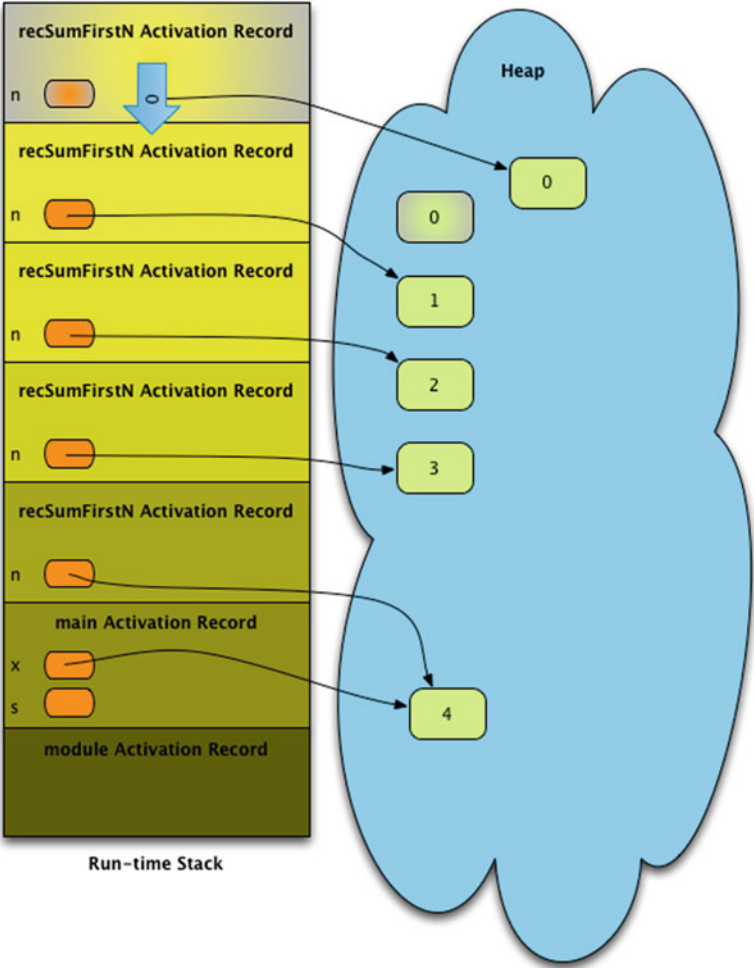 recSumFirstN Activation Record
n
0
recSumFirstN Activation Record
n
recSumFirstN Activation Record
n
recSumFirstN Activation Record
n
recSumFirstN Activation Record
n
main Activation Record
x
s
module Activation Record
Run-time Stack
Heap
0
0
1
2
3
4